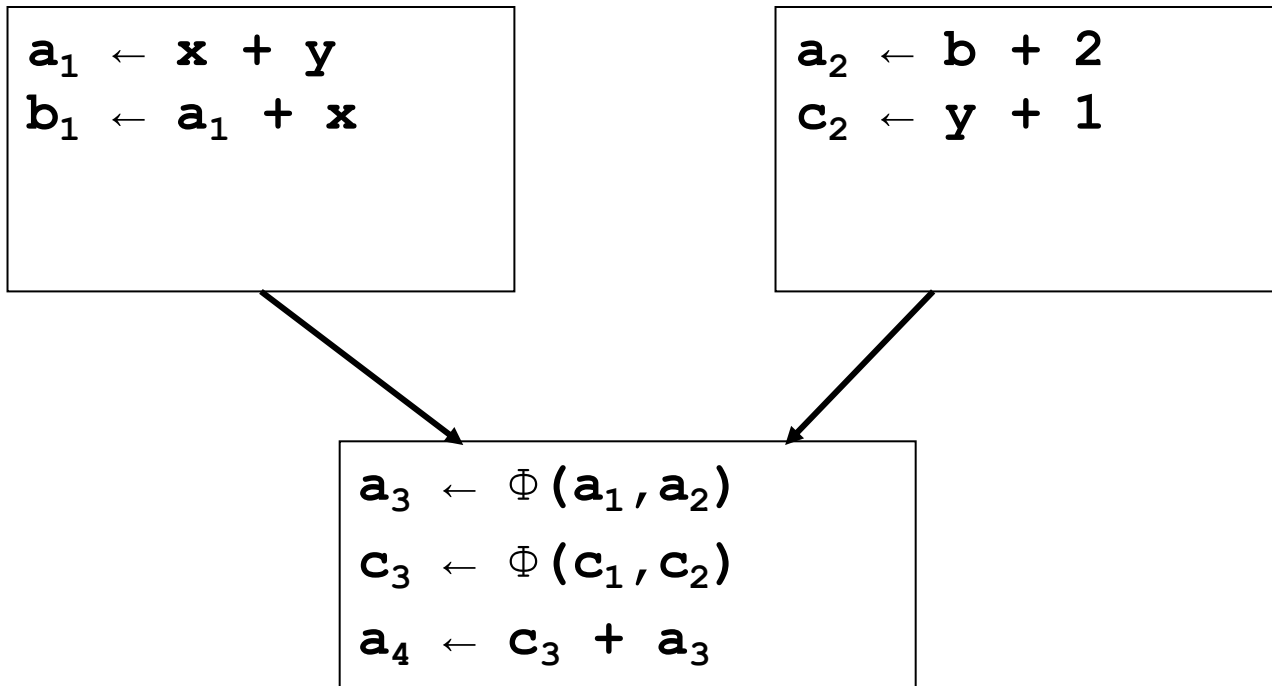 a₁ ← x + y
b₁ ← a₁ + x
a₂ ← b + 2
c₂ ← y + 1
a₃ ← Φ(a₁,a₂)
c₃ ← Φ(c₁,c₂)
a₄ ← c₃ + a₃